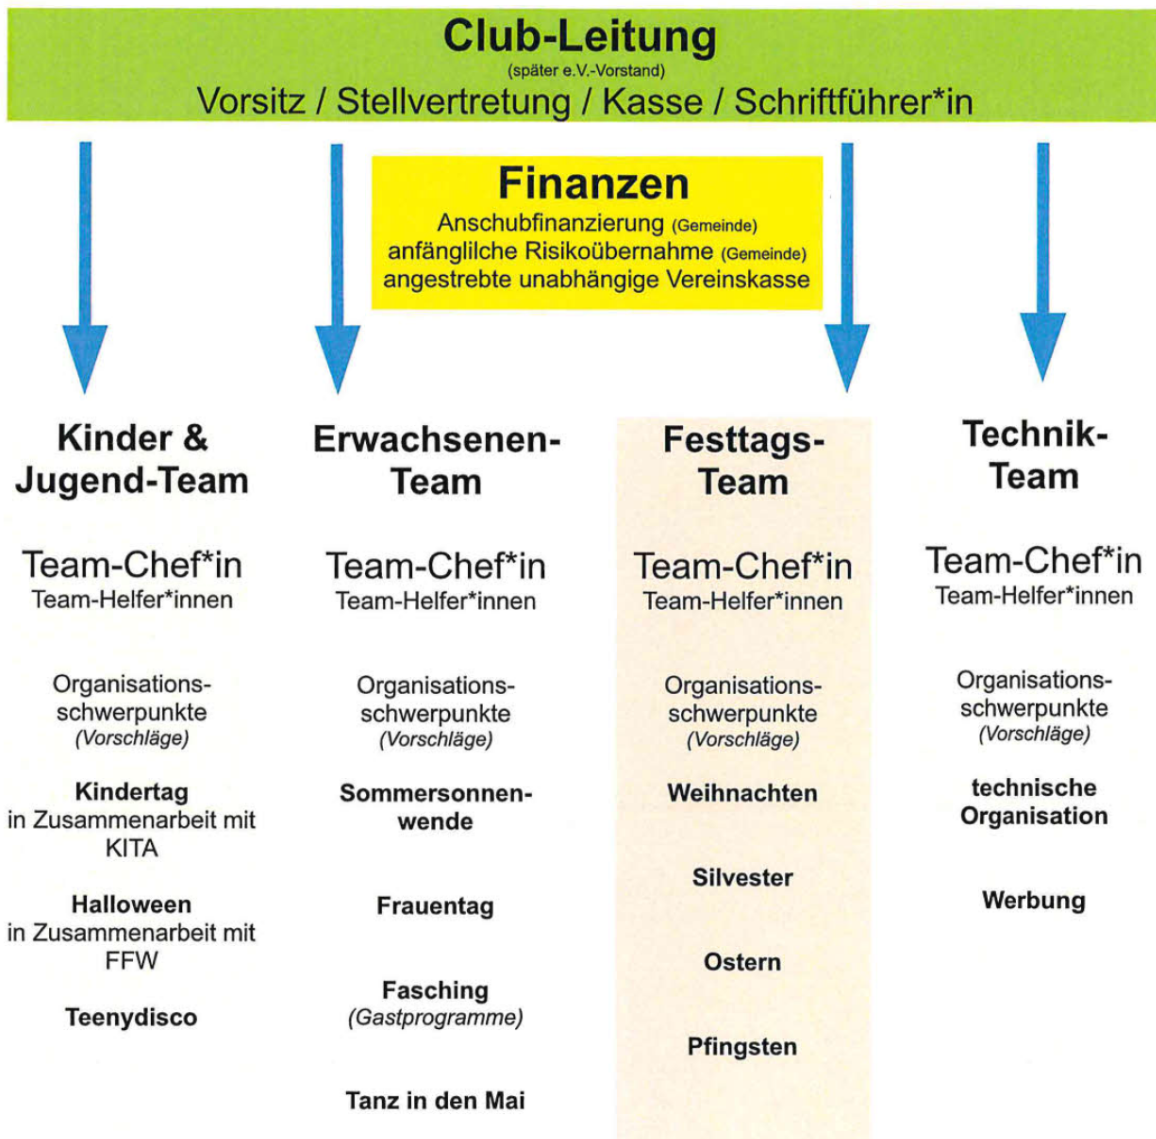 Club-Leitung
(später e.V.-Vorstand)
Vorsitz / Stellvertretung / Kasse / Schriftführer*in
Finanzen
Anschubfinanzierung (Gemeinde)
anfänglilche Risikoübernahme (Gemeinde)
angestrebte unabhängige Vereinskasse
Kinder &
Jugend-Team
Team-Chef*in
Team-Helfer*innen
Organisations-
schwerpunkte
(Vorschläge)
Kindertag
in Zusammenarbeit mit
KITA
Halloween
in Zusammenarbeit mit
FFW
Teenydisco
Erwachsenen-
Team
Team-Chef*in
Team-Helfer*innen
Organisations-
schwerpunkte
(Vorschläge)
Sommersonnen-
wende
Frauentag
Fasching
(Gastprogramme)
Tanz in den Mai
Festtags-
Team
Team-Chef*in
Team-Helfer*innen
Organisations-
schwerpunkte
(Vorschläge)
Weihnachten
Silvester
Ostern
Pfingsten
Technik-
Team
Team-Chef*in
Team-Helfer*innen
Organisations-
schwerpunkte
(Vorschläge)
technische
Organisation
Werbung